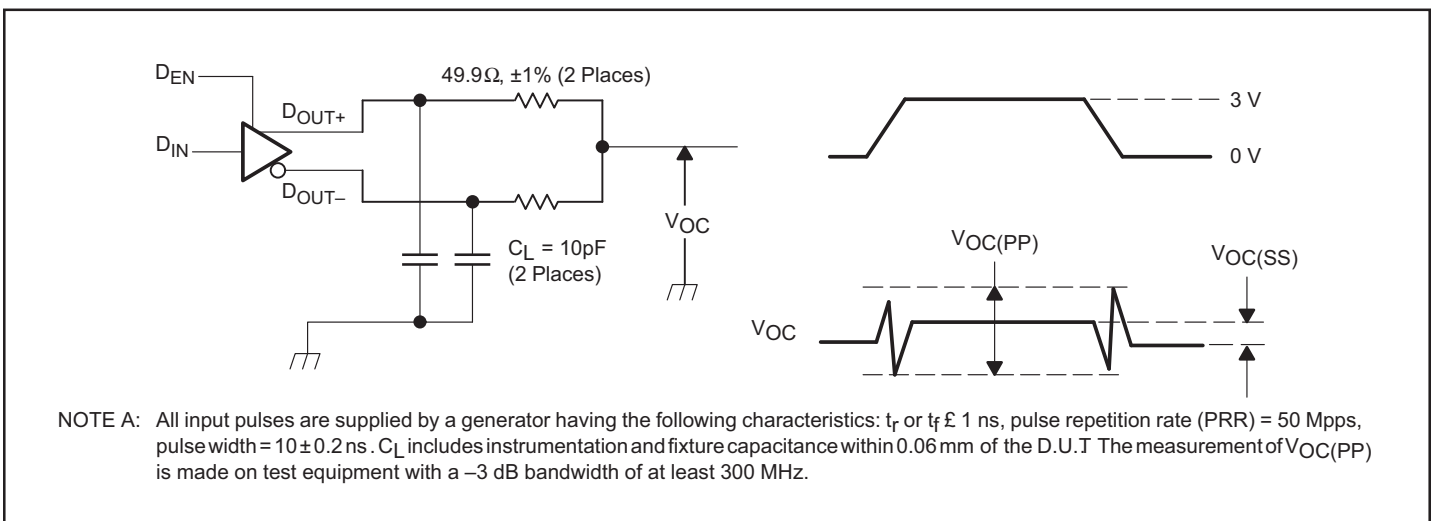 D_EN
D_IN
D_OUT+
D_OUT–
49.9Ω, ±1% (2 Places)
C_L = 10pF
(2 Places)
V_OC
3 V
0 V
V_OC(PP)
V_OC(SS)
V_OC
NOTE A: All input pulses are supplied by a generator having the following characteristics: t_r or t_f £ 1 ns, pulse repetition rate (PRR) = 50 Mpps,
pulse width = 10 ± 0.2 ns . C_L includes instrumentation and fixture capacitance within 0.06 mm of the D.U.T The measurement of V_OC(PP)
is made on test equipment with a –3 dB bandwidth of at least 300 MHz.